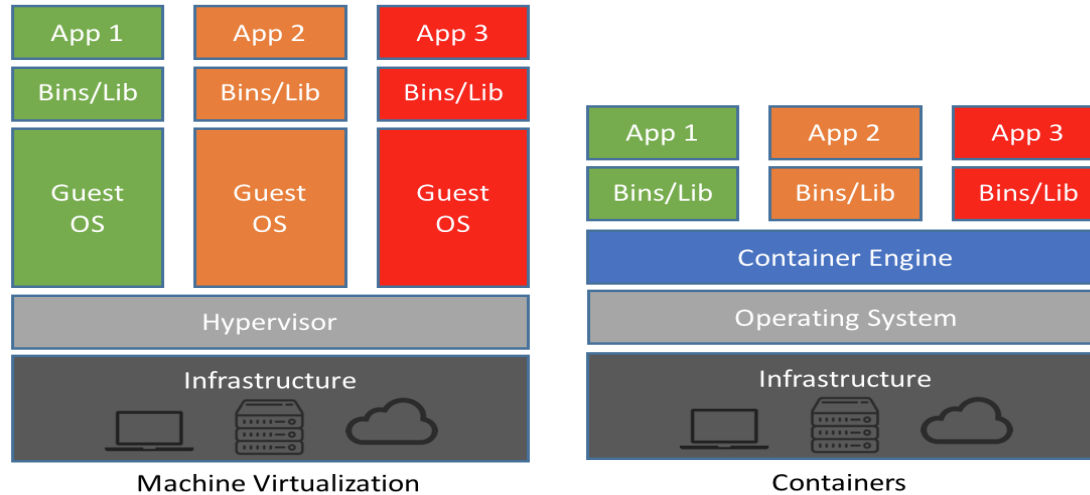 App 1
App 2
App 3
Bins/Lib
Bins/Lib
Bins/Lib
Guest
OS
Guest
OS
Guest
OS
Hypervisor
Infrastructure
Machine Virtualization
App 1
App 2
App 3
Bins/Lib
Bins/Lib
Bins/Lib
Container Engine
Operating System
Infrastructure
Containers